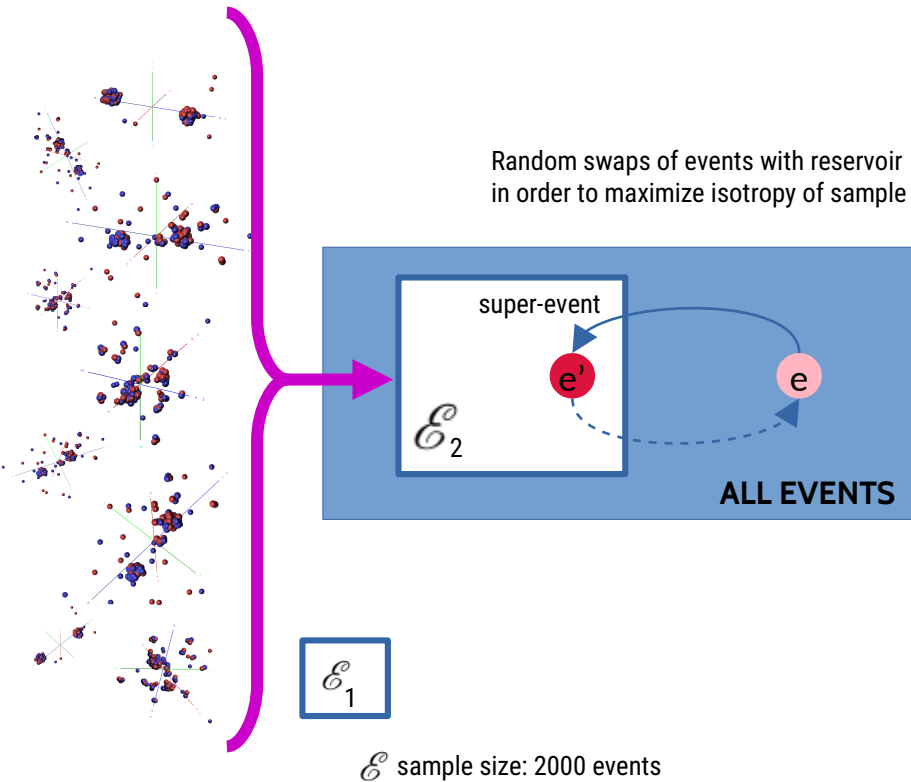 Random swaps of events with reservoir
in order to maximize isotropy of sample
super-event
e’
e
ℰ2
ALL EVENTS
ℰ1
ℰ sample size: 2000 events